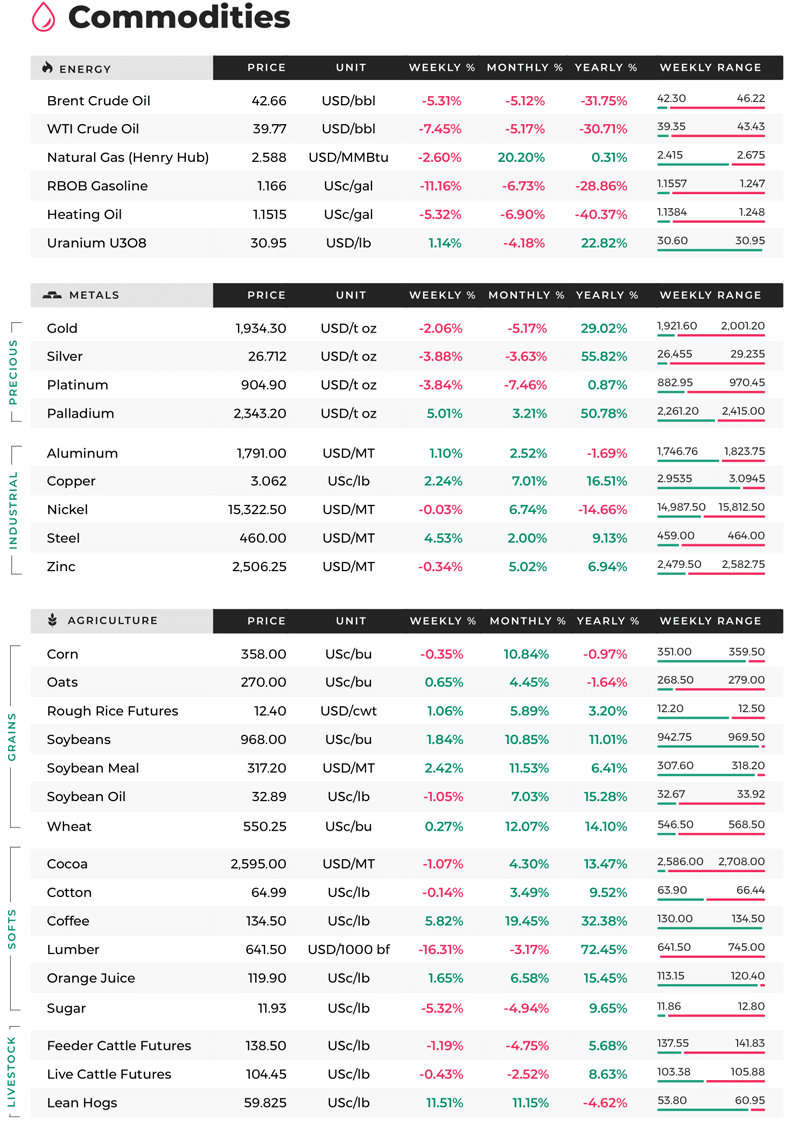 Commodities
ENERGY PRICE UNIT WEEKLY % MONTHLY % YEARLY % WEEKLY RANGE
Brent Crude Oil 42.66 USD/bbl -5.31% -5.12% -31.75% 42.30 46.22
WTI Crude Oil 39.77 USD/bbl -7.45% -5.17% -30.71% 39.35 43.43
Natural Gas (Henry Hub) 2.588 USD/MMBtu -2.60% 20.20% 0.31% 2.415 2.675
RBOB Gasoline 1.166 USc/gal -11.16% -6.73% -28.86% 1.1557 1.247
Heating Oil 1.1515 USc/gal -5.32% -6.90% -40.37% 1.1384 1.248
Uranium U3O8 30.95 USD/lb 1.14% -4.18% 22.82% 30.60 30.95
METALS PRICE UNIT WEEKLY % MONTHLY % YEARLY % WEEKLY RANGE
PRECIOUS
Gold 1,934.30 USD/t oz -2.06% -5.17% 29.02% 1,921.60 2,001.20
Silver 26.712 USD/t oz -3.88% -3.63% 55.82% 26.455 29.235
Platinum 904.90 USD/t oz -3.84% -7.46% 0.87% 882.95 970.45
Palladium 2,343.20 USD/t oz 5.01% 3.21% 50.78% 2,261.20 2,415.00
INDUSTRIAL
Aluminum 1,791.00 USD/MT 1.10% 2.52% -1.69% 1,746.76 1,823.75
Copper 3.062 USc/lb 2.24% 7.01% 16.51% 2.9535 3.0945
Nickel 15,322.50 USD/MT -0.03% 6.74% -14.66% 14,987.50 15,812.50
Steel 460.00 USD/MT 4.53% 2.00% 9.13% 459.00 464.00
Zinc 2,506.25 USD/MT -0.34% 5.02% 6.94% 2,479.50 2,582.75
AGRICULTURE PRICE UNIT WEEKLY % MONTHLY % YEARLY % WEEKLY RANGE
GRAINS
Corn 358.00 USc/bu -0.35% 10.84% -0.97% 351.00 359.50
Oats 270.00 USc/bu 0.65% 4.45% -1.64% 268.50 279.00
Rough Rice Futures 12.40 USD/cwt 1.06% 5.89% 3.20% 12.20 12.50
Soybeans 968.00 USc/bu 1.84% 10.85% 11.01% 942.75 969.50
Soybean Meal 317.20 USD/MT 2.42% 11.53% 6.41% 307.60 318.20
Soybean Oil 32.89 USc/lb -1.05% 7.03% 15.28% 32.67 33.92
Wheat 550.25 USc/bu 0.27% 12.07% 14.10% 546.50 568.50
SOFTS
Cocoa 2,595.00 USD/MT -1.07% 4.30% 13.47% 2,586.00 2,708.00
Cotton 64.99 USc/lb -0.14% 3.49% 9.52% 63.90 66.44
Coffee 134.50 USc/lb 5.82% 19.45% 32.38% 130.00 134.50
Lumber 641.50 USD/1000 bf -16.31% -3.17% 72.45% 641.50 745.00
Orange Juice 119.90 USc/lb 1.65% 6.58% 15.45% 113.15 120.40
Sugar 11.93 USc/lb -5.32% -4.94% 9.65% 11.86 12.80
LIVESTOCK
Feeder Cattle Futures 138.50 USc/lb -1.19% -4.75% 5.68% 137.55 141.83
Live Cattle Futures 104.45 USc/lb -0.43% -2.52% 8.63% 103.38 105.88
Lean Hogs 59.825 USc/lb 11.51% 11.15% -4.62% 53.80 60.95